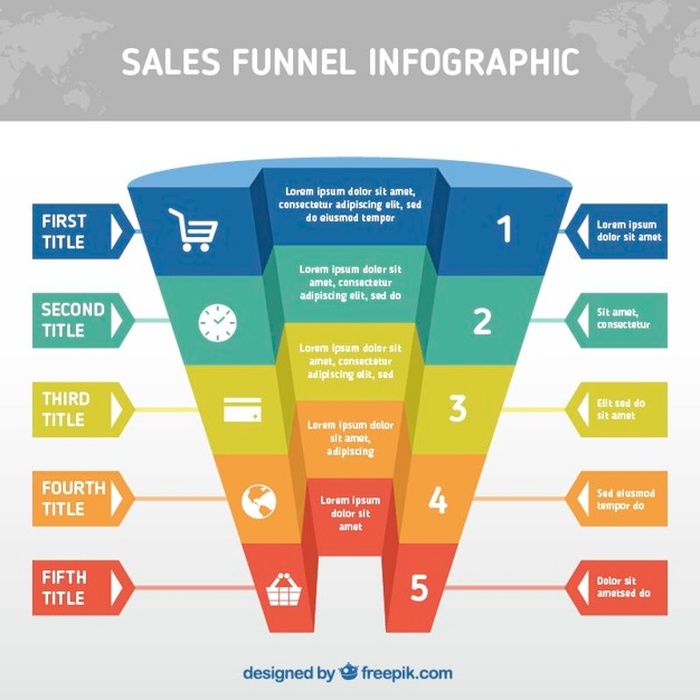 SALES FUNNEL INFOGRAPHIC
FIRST
TITLE
Lorem ipsum dolor sit amet,
consectetur adipiscing elit, sed
do eiusmod tempor
1
Lorem ipsum
dolor sit amet
SECOND
TITLE
Lorem ipsum dolor sit
amet, consectetur
adipiscing elit, sed do
2
Sit amet,
consectetur
THIRD
TITLE
Lorem ipsum dolor sit
amet, consectetur
adipiscing elit, sed
3
Elit sed do
sit amet
FOURTH
TITLE
Lorem ipsum dolor
sit amet,
adipiscing
4
Sed eiusmod
tempor do
FIFTH
TITLE
Lorem ipsum
dolor sit
amet
5
Dolor sit
ametsed do
designed by freepik.com